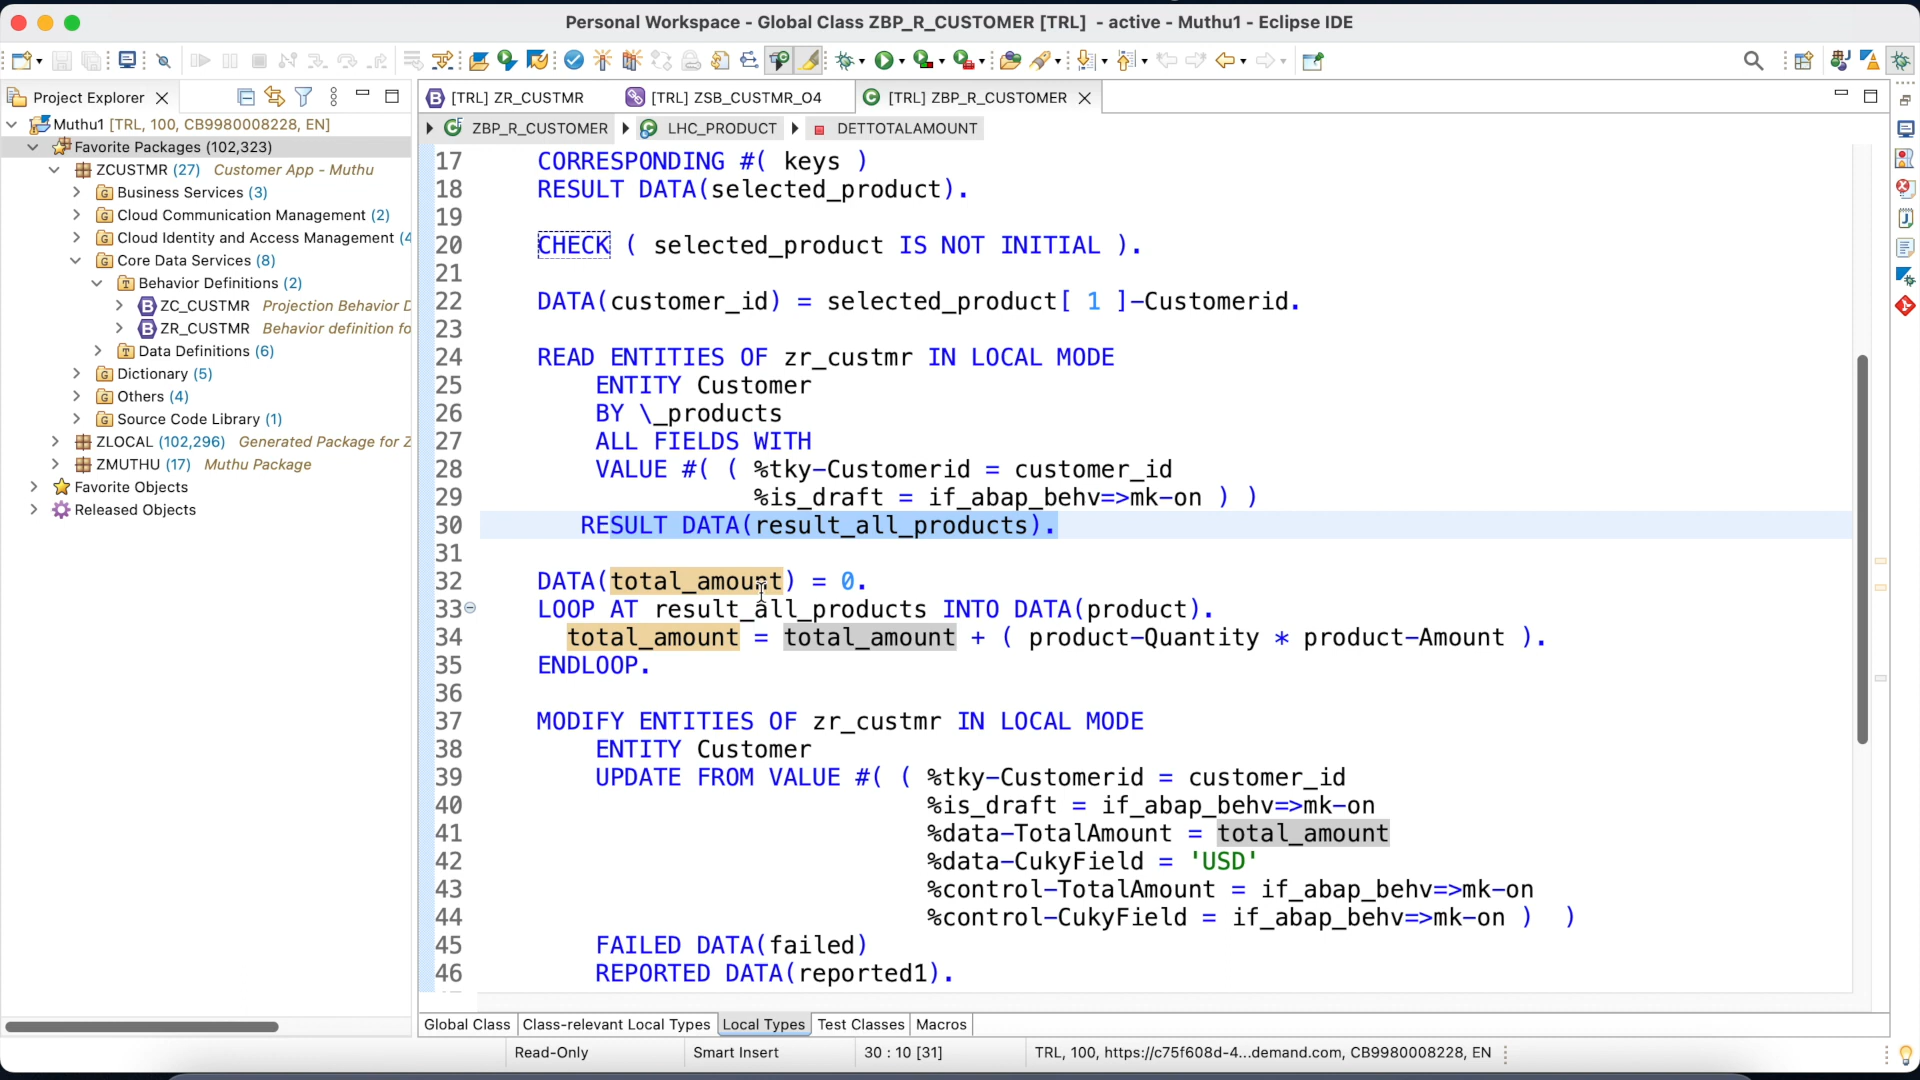 Personal Workspace - Global Class ZBP_R_CUSTOMER [TRL]  - active - Muthu1 - Eclipse IDE
Project Explorer
[TRL] ZR_CUSTMR
[TRL] ZSB_CUSTMR_O4
[TRL] ZBP_R_CUSTOMER
ZBP_R_CUSTOMER
LHC_PRODUCT
DETTOTALAMOUNT
Muthu1 [TRL, 100, CB9980008228, EN]
Favorite Packages (102,323)
ZCUSTMR (27) Customer App - Muthu
Business Services (3)
Cloud Communication Management (2)
Cloud Identity and Access Management (4
Core Data Services (8)
Behavior Definitions (2)
ZC_CUSTMR Projection Behavior D
ZR_CUSTMR Behavior definition fo
Data Definitions (6)
Dictionary (5)
Others (4)
Source Code Library (1)
ZLOCAL (102,296) Generated Package for Z
ZMUTHU (17) Muthu Package
Favorite Objects
Released Objects
17 CORRESPONDING #( keys )
18 RESULT DATA(selected_product).
19
20 CHECK ( selected_product IS NOT INITIAL ).
21
22 DATA(customer_id) = selected_product[ 1 ]-Customerid.
23
24 READ ENTITIES OF zr_custmr IN LOCAL MODE
25 ENTITY Customer
26 BY \_products
27 ALL FIELDS WITH
28 VALUE #( ( %tky-Customerid = customer_id
29 %is_draft = if_abap_behv=>mk-on ) )
30 RESULT DATA(result_all_products).
31
32 DATA(total_amount) = 0.
33 LOOP AT result_all_products INTO DATA(product).
34 total_amount = total_amount + ( product-Quantity * product-Amount ).
35 ENDLOOP.
36
37 MODIFY ENTITIES OF zr_custmr IN LOCAL MODE
38 ENTITY Customer
39 UPDATE FROM VALUE #( ( %tky-Customerid = customer_id
40 %is_draft = if_abap_behv=>mk-on
41 %data-TotalAmount = total_amount
42 %data-CukyField = 'USD'
43 %control-TotalAmount = if_abap_behv=>mk-on
44 %control-CukyField = if_abap_behv=>mk-on )  )
45 FAILED DATA(failed)
46 REPORTED DATA(reported1).
Global Class
Class-relevant Local Types
Local Types
Test Classes
Macros
Read-Only
Smart Insert
30 : 10 [31]
TRL, 100, https://c75f608d-4...demand.com, CB9980008228, EN